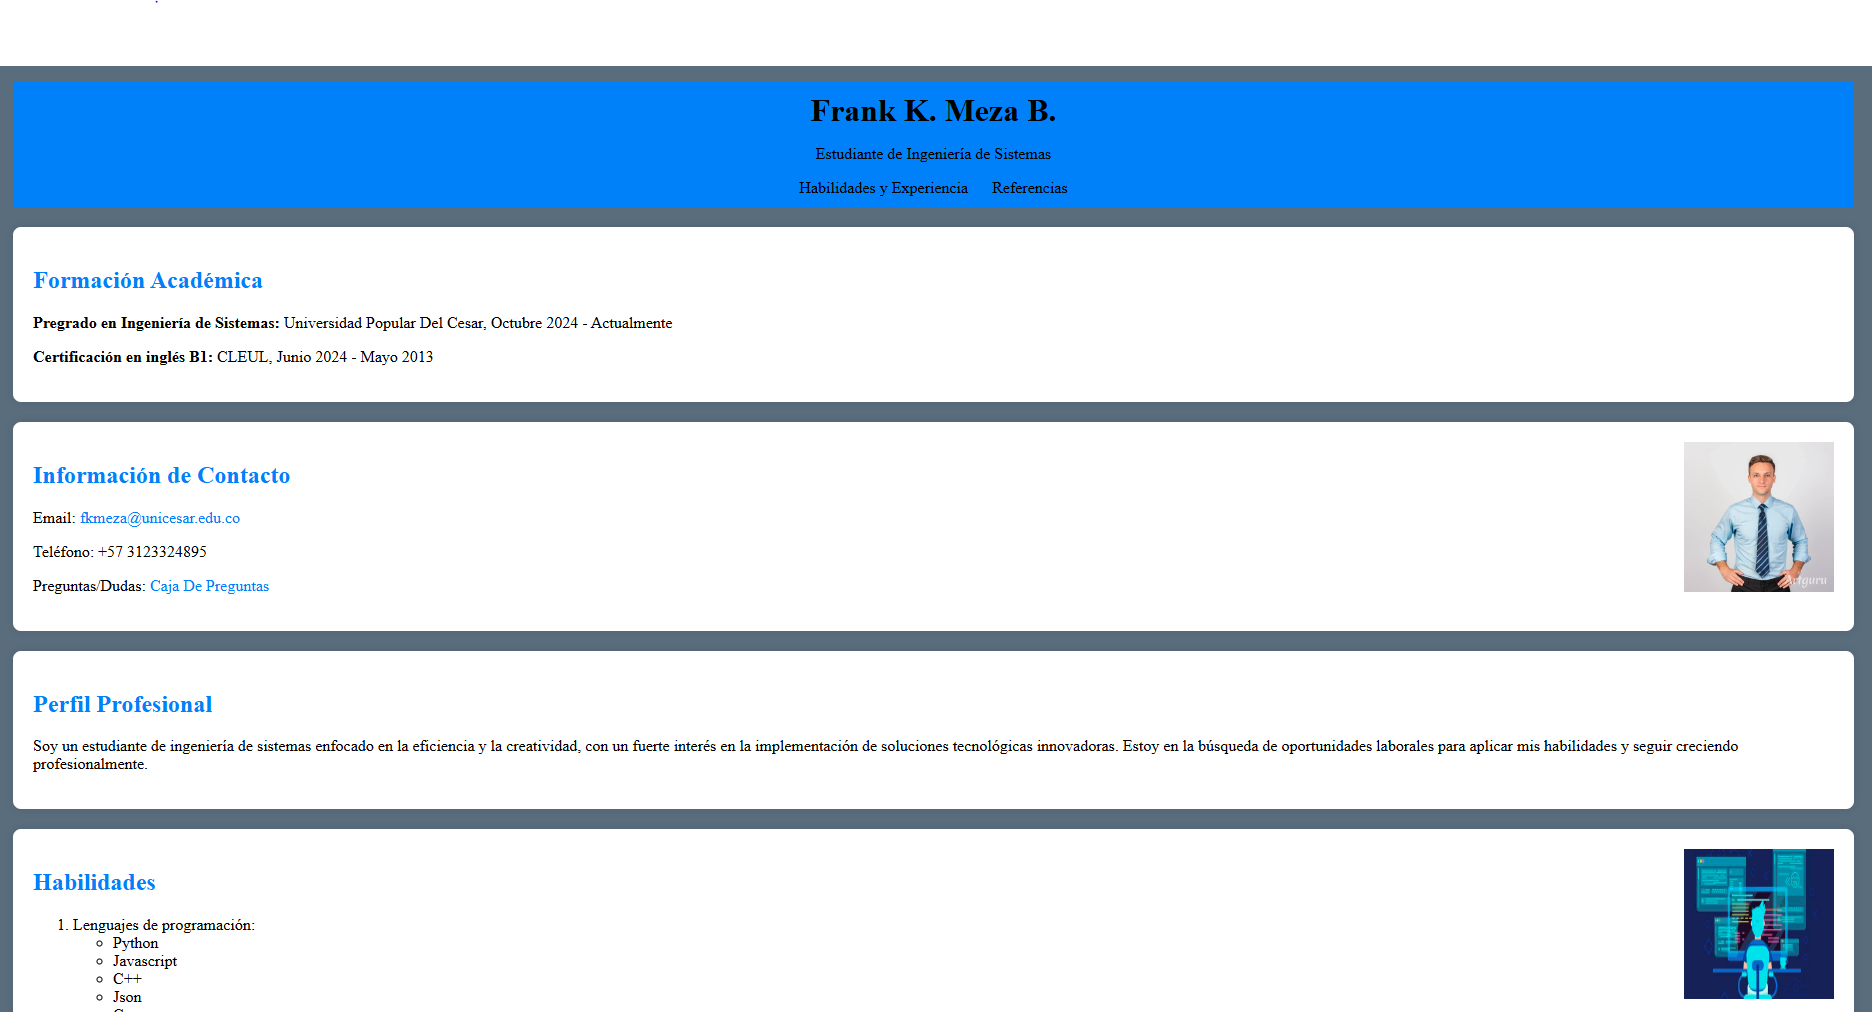 Frank K. Meza B.
Estudiante de Ingeniería de Sistemas
Habilidades y Experiencia Referencias
Formación Académica
Pregrado en Ingeniería de Sistemas: Universidad Popular Del Cesar, Octubre 2024 - Actualmente
Certificación en inglés B1: CLEUL, Junio 2024 - Mayo 2013
Información de Contacto
Email: fkmeza@unicesar.edu.co
Teléfono: +57 3123324895
Preguntas/Dudas: Caja De Preguntas
Artguru
Perfil Profesional
Soy un estudiante de ingeniería de sistemas enfocado en la eficiencia y la creatividad, con un fuerte interés en la implementación de soluciones tecnológicas innovadoras. Estoy en la búsqueda de oportunidades laborales para aplicar mis habilidades y seguir creciendo
profesionalmente.
Habilidades
1. Lenguajes de programación:
Python
Javascript
C++
Json